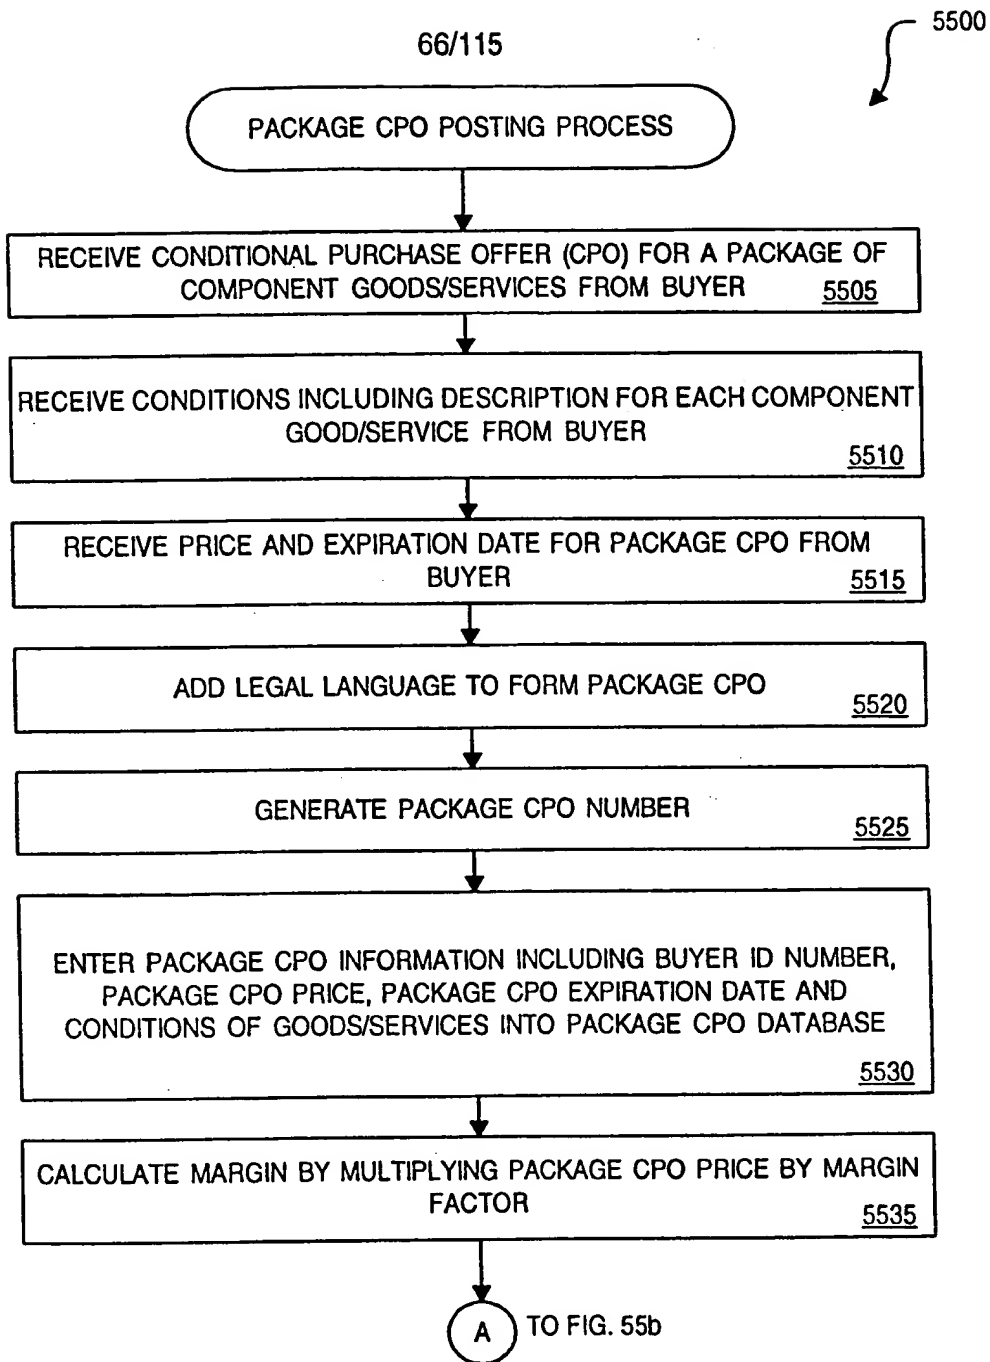 5500
66/115
PACKAGE CPO POSTING PROCESS
RECEIVE CONDITIONAL PURCHASE OFFER (CPO) FOR A PACKAGE OF
COMPONENT GOODS/SERVICES FROM BUYER 5505
RECEIVE CONDITIONS INCLUDING DESCRIPTION FOR EACH COMPONENT
GOOD/SERVICE FROM BUYER
5510
RECEIVE PRICE AND EXPIRATION DATE FOR PACKAGE CPO FROM
BUYER 5515
ADD LEGAL LANGUAGE TO FORM PACKAGE CPO
5520
GENERATE PACKAGE CPO NUMBER
5525
ENTER PACKAGE CPO INFORMATION INCLUDING BUYER ID NUMBER,
PACKAGE CPO PRICE, PACKAGE CPO EXPIRATION DATE AND
CONDITIONS OF GOODS/SERVICES INTO PACKAGE CPO DATABASE
5530
CALCULATE MARGIN BY MULTIPLYING PACKAGE CPO PRICE BY MARGIN
FACTOR 5535
A TO FIG. 55b